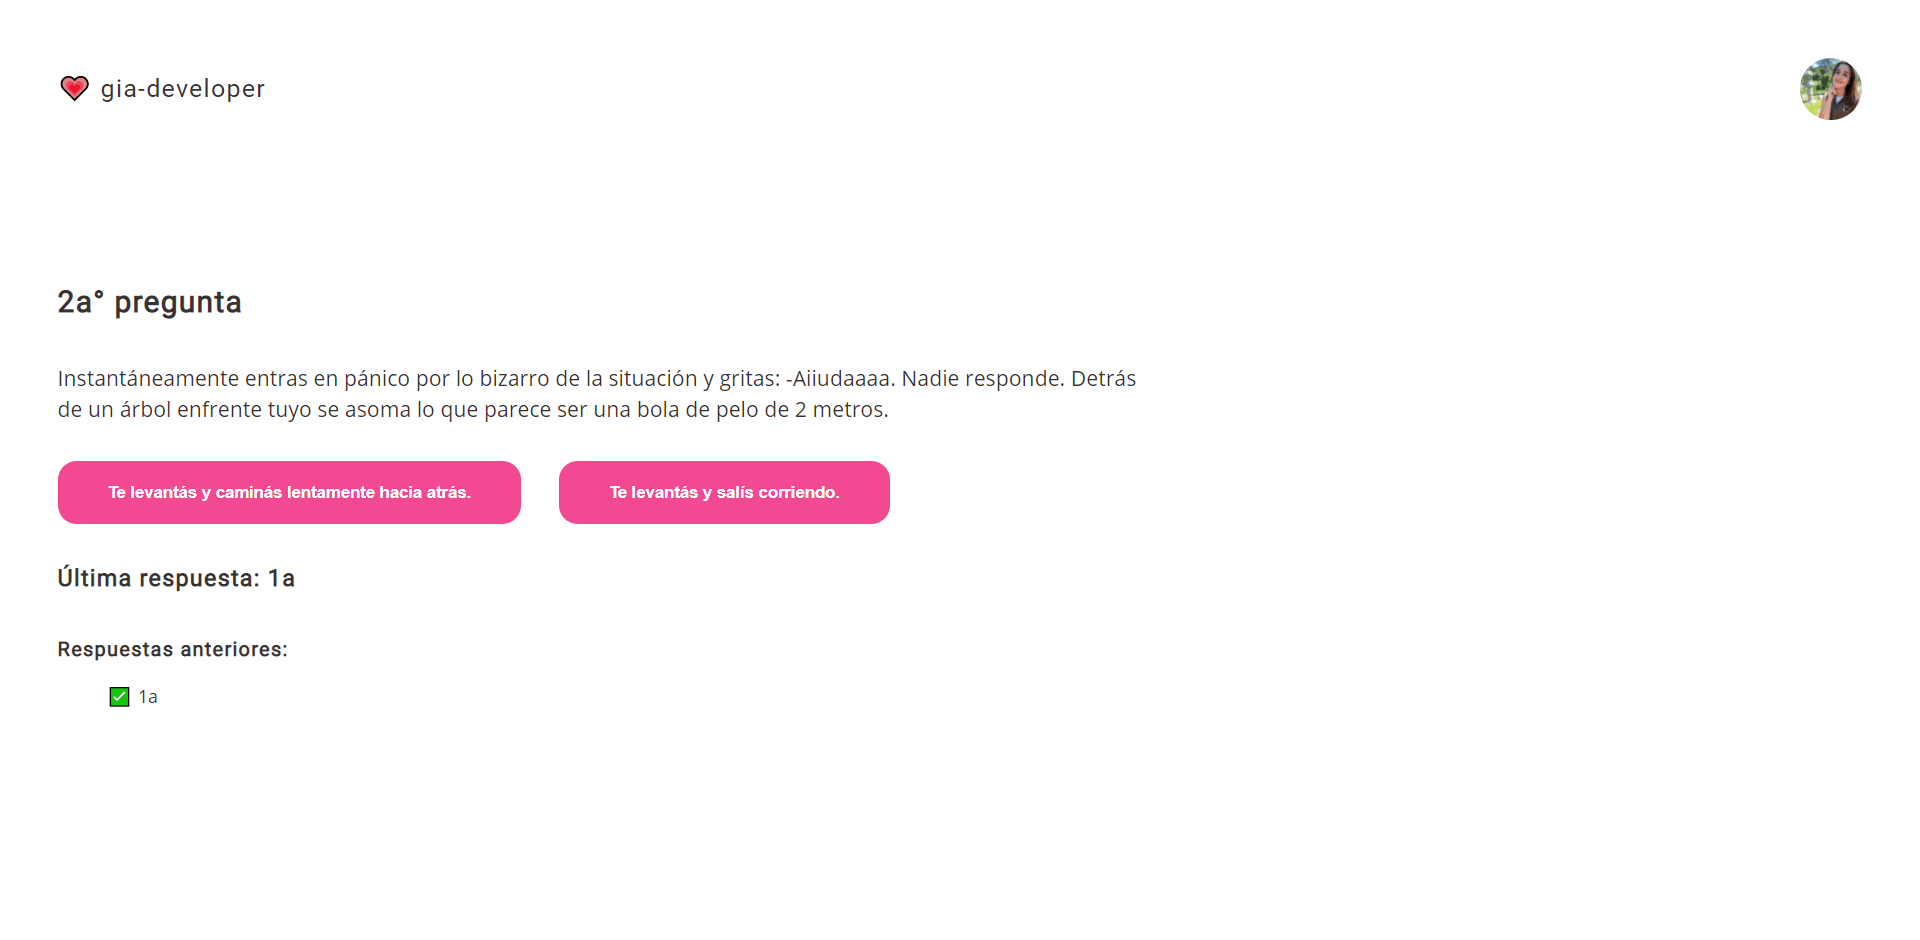 gia-developer
2a° pregunta
Instantáneamente entras en pánico por lo bizarro de la situación y gritas: -Aiiudaaaa. Nadie responde. Detrás
de un árbol enfrente tuyo se asoma lo que parece ser una bola de pelo de 2 metros.
Te levantás y caminás lentamente hacia atrás.
Te levantás y salís corriendo.
Última respuesta: 1a
Respuestas anteriores:
1a